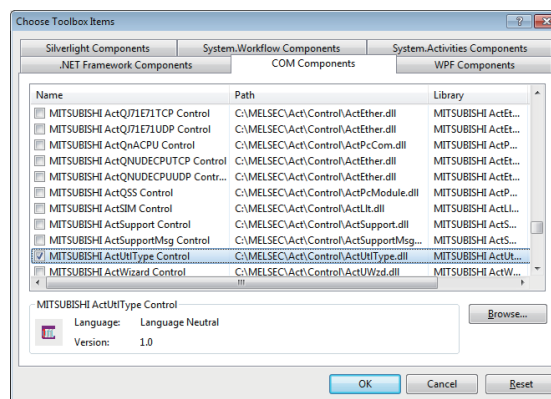 Choose Toolbox Items
Silverlight Components System.Workflow Components System.Activities Components
.NET Framework Components COM Components WPF Components
Name Path Library
MITSUBISHI ActQJ71E71TCP Control C:\MELSEC\Act\Control\ActEther.dll MITSUBISHI ActEt...
MITSUBISHI ActQJ71E71UDP Control C:\MELSEC\Act\Control\ActEther.dll MITSUBISHI ActEt...
MITSUBISHI ActQnACPU Control C:\MELSEC\Act\Control\ActPcCom.dll MITSUBISHI ActP...
MITSUBISHI ActQNUDECPUTCP Control C:\MELSEC\Act\Control\ActEther.dll MITSUBISHI ActEt...
MITSUBISHI ActQNUDECPUUDP Contr... C:\MELSEC\Act\Control\ActEther.dll MITSUBISHI ActEt...
MITSUBISHI ActQSS Control C:\MELSEC\Act\Control\ActPcModule.dll MITSUBISHI ActP...
MITSUBISHI ActSIM Control C:\MELSEC\Act\Control\ActLlt.dll MITSUBISHI ActLl...
MITSUBISHI ActSupport Control C:\MELSEC\Act\Control\ActSupport.dll MITSUBISHI ActS...
MITSUBISHI ActSupportMsg Control C:\MELSEC\Act\Control\ActSupportMsg... MITSUBISHI ActS...
MITSUBISHI ActUtlType Control C:\MELSEC\Act\Control\ActUtlType.dll MITSUBISHI ActUt...
MITSUBISHI ActWizard Control C:\MELSEC\Act\Control\ActUWzd.dll MITSUBISHI ActW...
MITSUBISHI ActUtlType Control
Language: Language Neutral
Version: 1.0
Browse...
OK Cancel Reset